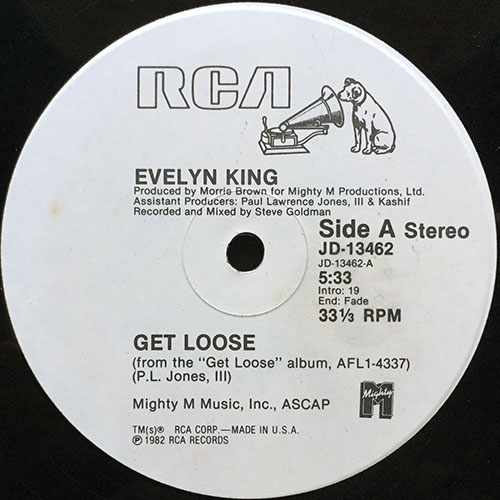 RCA
EVELYN KING
Produced by Morrie Brown for Mighty M Productions, Ltd.
Assistant Producers: Paul Lawrence Jones, III & Kashif
Recorded and Mixed by Steve Goldman
Side A Stereo
JD-13462
JD-13462-A
5:33
Intro: 19
End: Fade
33⅓ RPM
GET LOOSE
(from the "Get Loose" album, AFL1-4337)
(P.L. Jones, III)
Mighty M Music, Inc., ASCAP
Mighty
M
TM(s)® RCA CORP.—MADE IN U.S.A.
℗ 1982 RCA RECORDS